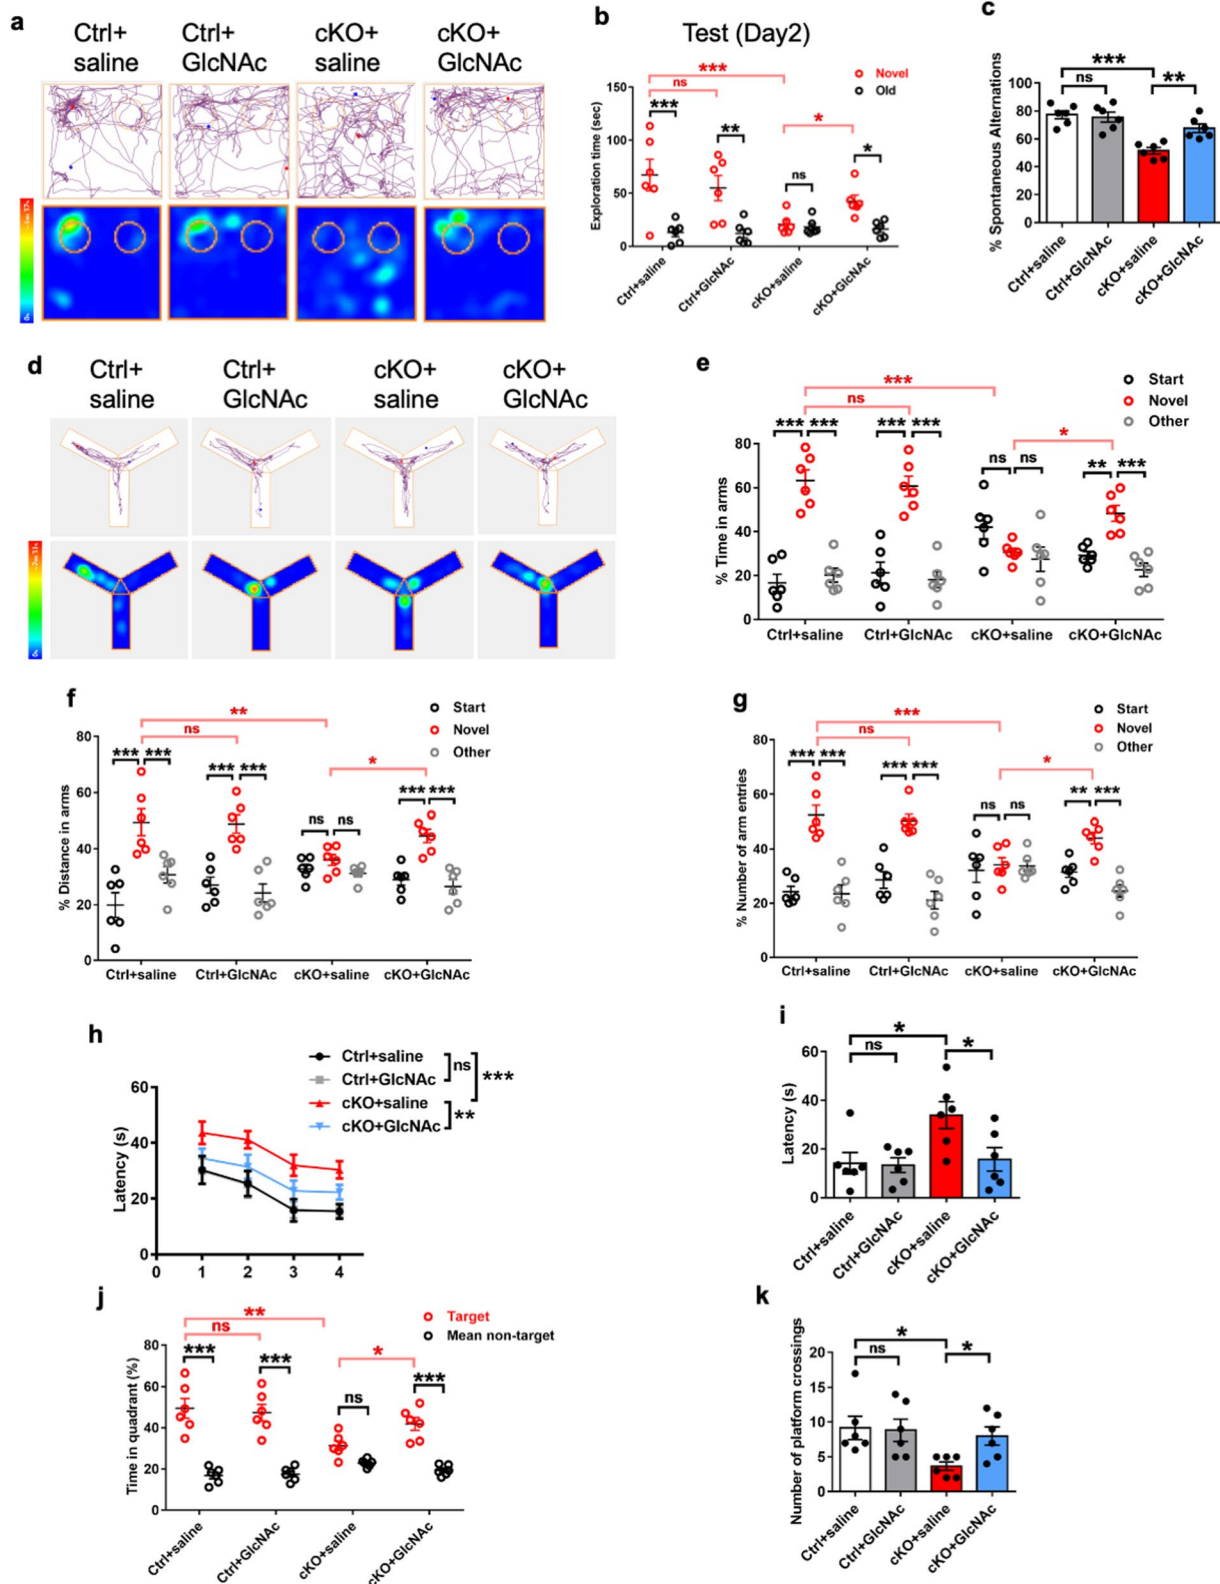 a
Ctrl+ saline
Ctrl+ GlcNAc
cKO+ saline
cKO+ GlcNAc
b
Test (Day2)
*** 
ns
*
Novel
Old
***
**
ns
*
Exploration time (sec)
150
100
50
0
Ctrl+saline
Ctrl+GlcNAc
cKO+saline
cKO+GlcNAc
c
***
ns
**
% Spontaneous Alternations
100
80
60
40
20
0
Ctrl+saline
Ctrl+GlcNAc
cKO+saline
cKO+GlcNAc
d
Ctrl+ saline
Ctrl+ GlcNAc
cKO+ saline
cKO+ GlcNAc
e
Start
Novel
Other
***
ns
*
*** ***
*** ***
ns ns
** ***
% Time in arms
80
60
40
20
0
Ctrl+saline
Ctrl+GlcNAc
cKO+saline
cKO+GlcNAc
f
Start
Novel
Other
**
ns
*
*** ***
*** ***
ns ns
*** ***
% Distance in arms
80
60
40
20
0
Ctrl+saline
Ctrl+GlcNAc
cKO+saline
cKO+GlcNAc
g
Start
Novel
Other
***
ns
*
*** ***
*** ***
ns ns
** ***
% Number of arm entries
80
60
40
20
0
Ctrl+saline
Ctrl+GlcNAc
cKO+saline
cKO+GlcNAc
h
Ctrl+saline
Ctrl+GlcNAc
cKO+saline
cKO+GlcNAc
ns
***
**
Latency (s)
60
40
20
0
0 1 2 3 4
i
*
ns
*
Latency (s)
60
40
20
0
Ctrl+saline
Ctrl+GlcNAc
cKO+saline
cKO+GlcNAc
j
Target
Mean non-target
**
ns
*
***
***
ns
***
Time in quadrant (%)
80
60
40
20
0
Ctrl+saline
Ctrl+GlcNAc
cKO+saline
cKO+GlcNAc
k
*
ns
*
Number of platform crossings
20
15
10
5
0
Ctrl+saline
Ctrl+GlcNAc
cKO+saline
cKO+GlcNAc